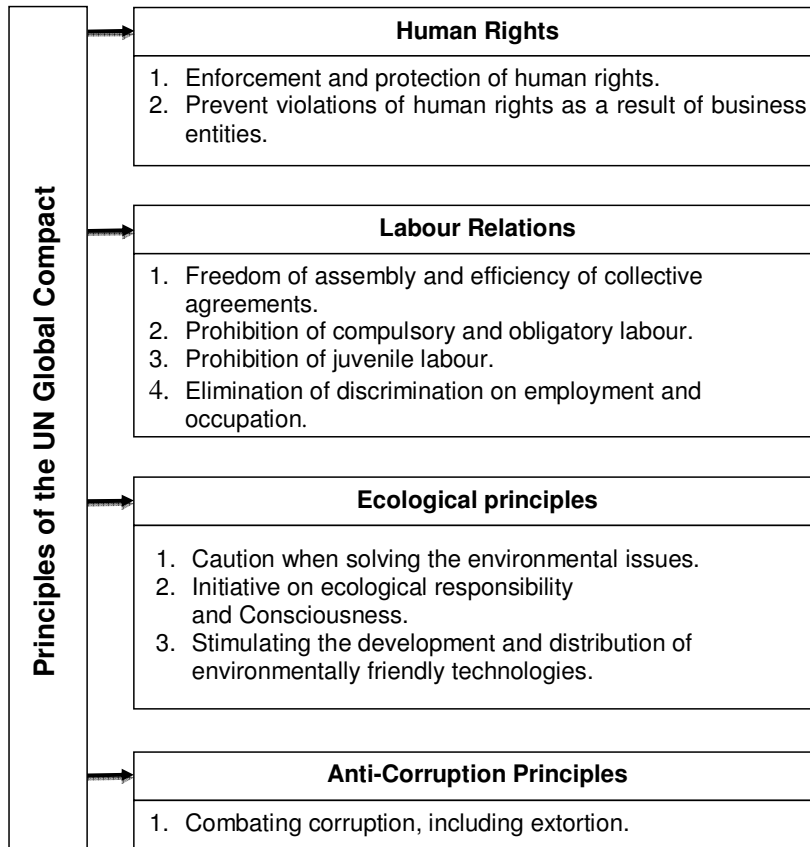 Principles of the UN Global Compact
Human Rights
1. Enforcement and protection of human rights.
2. Prevent violations of human rights as a result of business
entities.
Labour Relations
1. Freedom of assembly and efficiency of collective
agreements.
2. Prohibition of compulsory and obligatory labour.
3. Prohibition of juvenile labour.
4. Elimination of discrimination on employment and
occupation.
Ecological principles
1. Caution when solving the environmental issues.
2. Initiative on ecological responsibility
and Consciousness.
3. Stimulating the development and distribution of
environmentally friendly technologies.
Anti-Corruption Principles
1. Combating corruption, including extortion.